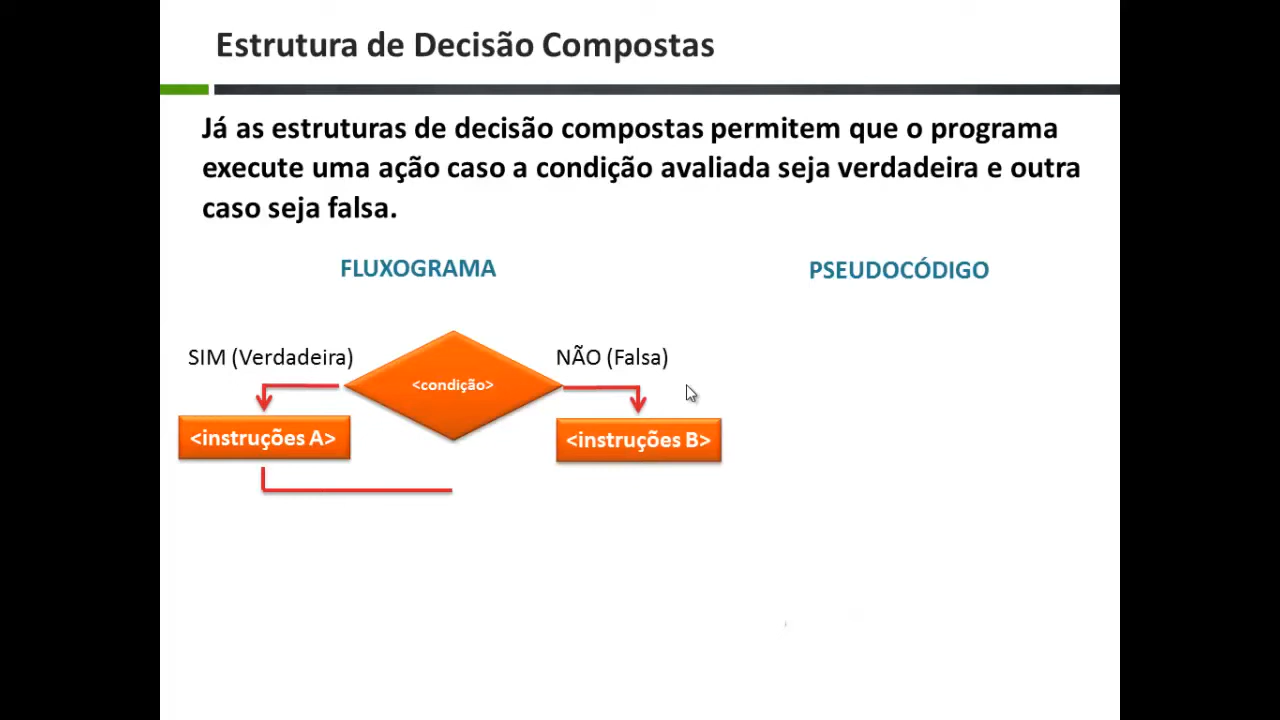 Estrutura de Decisão Compostas
Já as estruturas de decisão compostas permitem que o programa
execute uma ação caso a condição avaliada seja verdadeira e outra
caso seja falsa.
FLUXOGRAMA
PSEUDOCÓDIGO
SIM (Verdadeira)
<condição>
NÃO (Falsa)
<instruções A>
<instruções B>